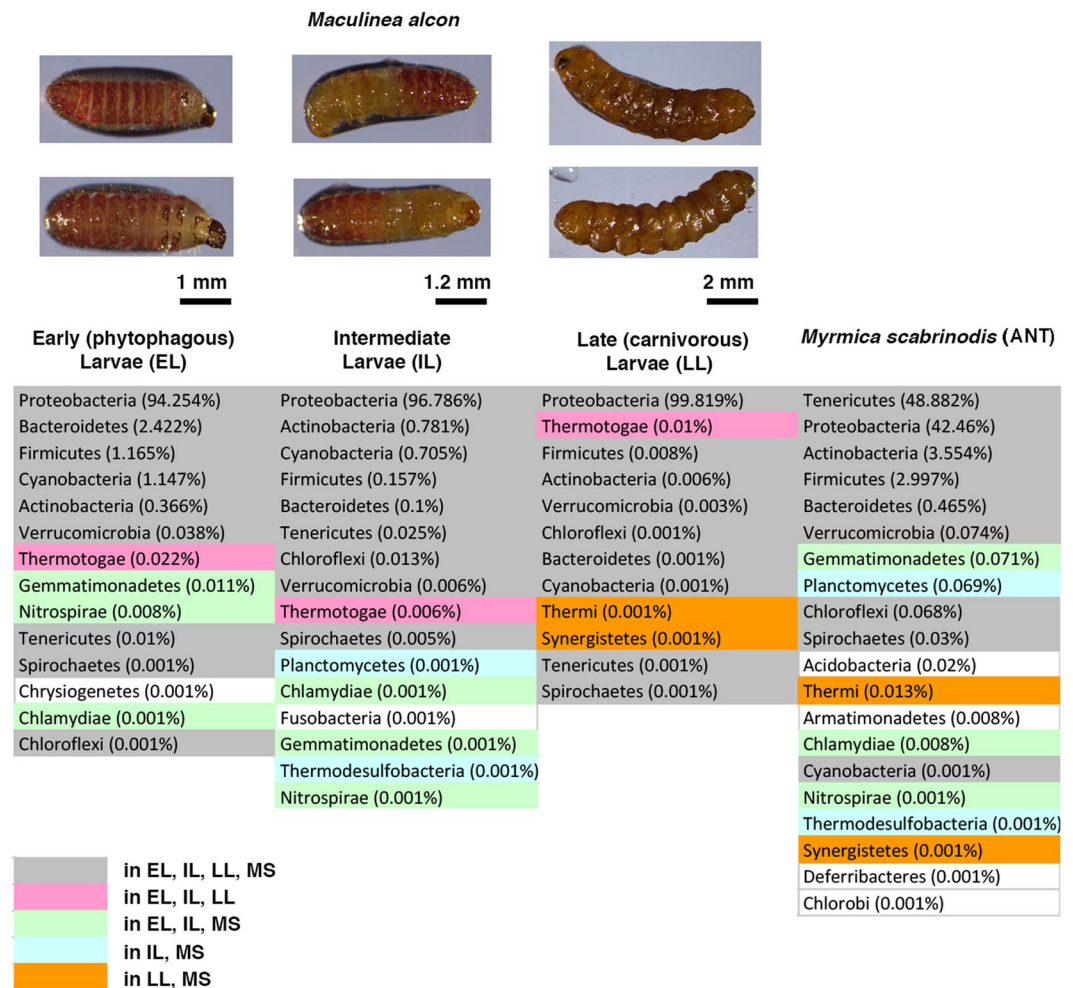 Maculinea alcon
1 mm
1.2 mm
2 mm
Early (phytophagous)
Larvae (EL)
Intermediate
Larvae (IL)
Late (carnivorous)
Larvae (LL)
Myrmica scabrinodis (ANT)
Proteobacteria (94.254%)
Bacteroidetes (2.422%)
Firmicutes (1.165%)
Cyanobacteria (1.147%)
Actinobacteria (0.366%)
Verrucomicrobia (0.038%)
Thermotogae (0.022%)
Gemmatimonadetes (0.011%)
Nitrospirae (0.008%)
Tenericutes (0.01%)
Spirochaetes (0.001%)
Chrysiogenetes (0.001%)
Chlamydiae (0.001%)
Chloroflexi (0.001%)
Proteobacteria (96.786%)
Actinobacteria (0.781%)
Cyanobacteria (0.705%)
Firmicutes (0.157%)
Bacteroidetes (0.1%)
Tenericutes (0.025%)
Chloroflexi (0.013%)
Verrucomicrobia (0.006%)
Thermotogae (0.006%)
Spirochaetes (0.005%)
Planctomycetes (0.001%)
Chlamydiae (0.001%)
Fusobacteria (0.001%)
Gemmatimonadetes (0.001%)
Thermodesulfobacteria (0.001%)
Nitrospirae (0.001%)
Proteobacteria (99.819%)
Thermotogae (0.01%)
Firmicutes (0.008%)
Actinobacteria (0.006%)
Verrucomicrobia (0.003%)
Chloroflexi (0.001%)
Bacteroidetes (0.001%)
Cyanobacteria (0.001%)
Thermi (0.001%)
Synergistetes (0.001%)
Tenericutes (0.001%)
Spirochaetes (0.001%)
Tenericutes (48.882%)
Proteobacteria (42.46%)
Actinobacteria (3.554%)
Firmicutes (2.997%)
Bacteroidetes (0.465%)
Verrucomicrobia (0.074%)
Gemmatimonadetes (0.071%)
Planctomycetes (0.069%)
Chloroflexi (0.068%)
Spirochaetes (0.03%)
Acidobacteria (0.02%)
Thermi (0.013%)
Armatimonadetes (0.008%)
Chlamydiae (0.008%)
Cyanobacteria (0.001%)
Nitrospirae (0.001%)
Thermodesulfobacteria (0.001%)
Synergistetes (0.001%)
Deferribacteres (0.001%)
Chlorobi (0.001%)
in EL, IL, LL, MS
in EL, IL, LL
in EL, IL, MS
in IL, MS
in LL, MS